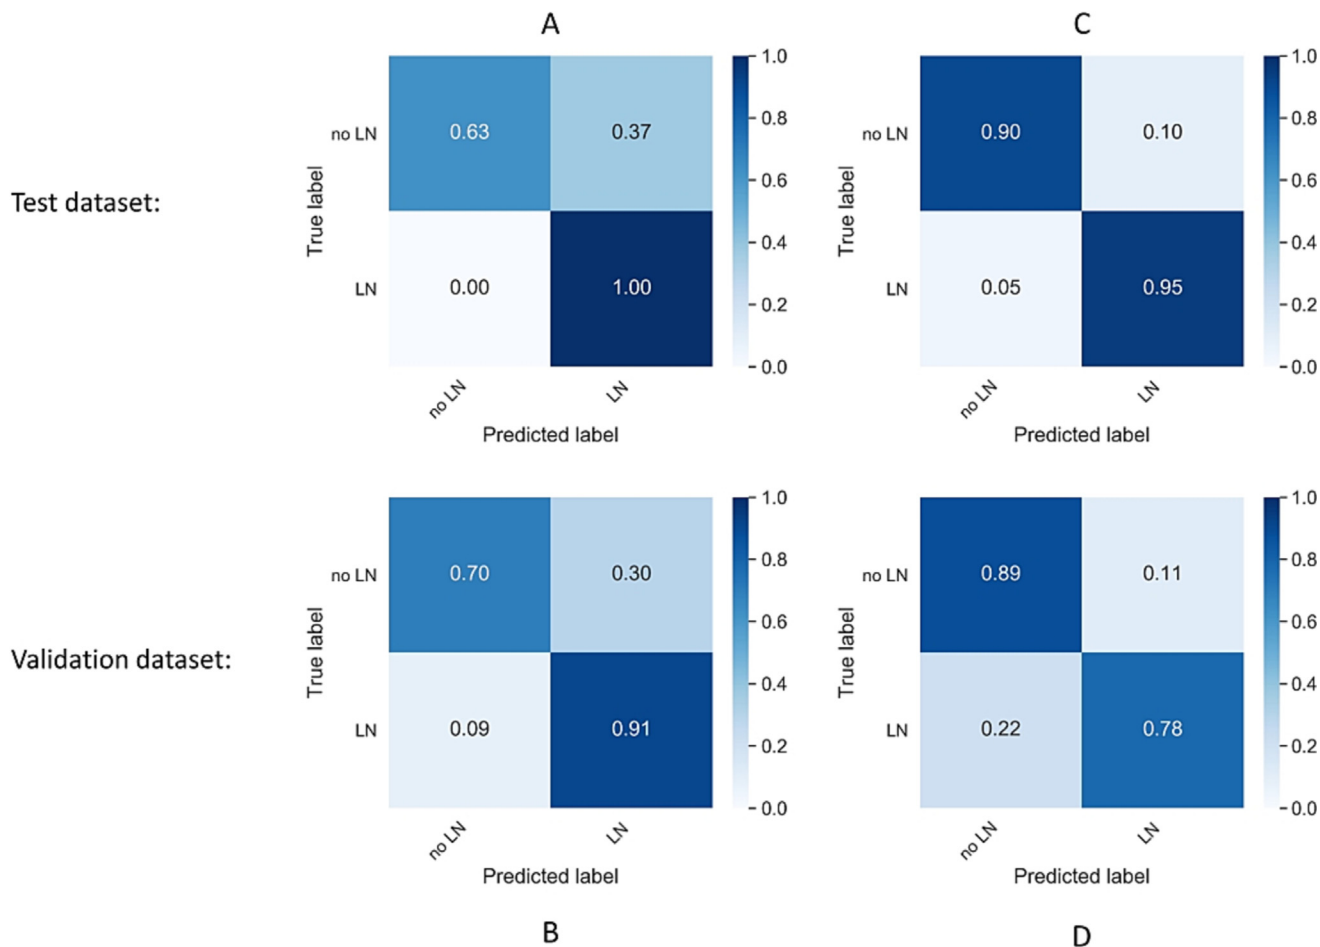 A
C
Test dataset:
True label
no LN
LN
0.63
0.37
0.00
1.00
no LN
LN
Predicted label
1.0
0.8
0.6
0.4
0.2
0.0
True label
no LN
LN
0.90
0.10
0.05
0.95
no LN
LN
Predicted label
1.0
0.8
0.6
0.4
0.2
0.0
Validation dataset:
True label
no LN
LN
0.70
0.30
0.09
0.91
no LN
LN
Predicted label
1.0
0.8
0.6
0.4
0.2
0.0
True label
no LN
LN
0.89
0.11
0.22
0.78
no LN
LN
Predicted label
1.0
0.8
0.6
0.4
0.2
0.0
B
D